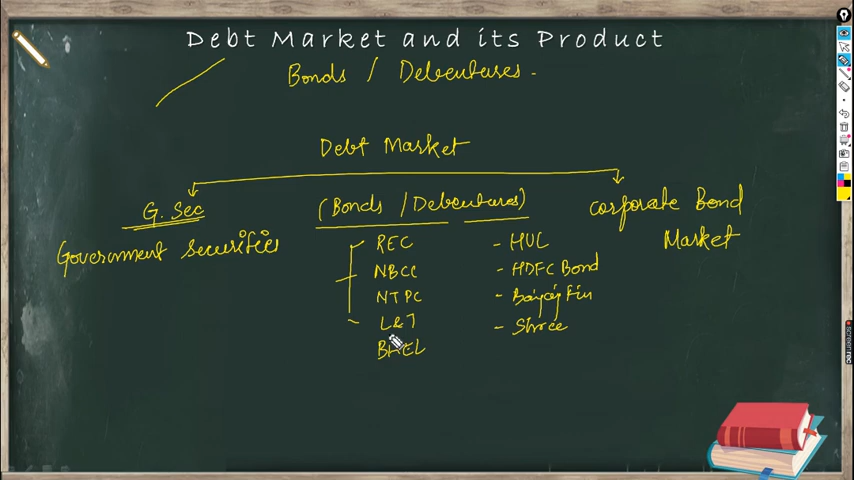 Debt Market and its Product
Bonds / Debentures .
Debt Market
G. Sec
Government Securities
(Bonds / Debentures)
Corporate Bond
Market
REC
NBCC
NTPC
L&T
BHEL
- HUL
- HDFC Bond
- Bajaj Fin
- Shree